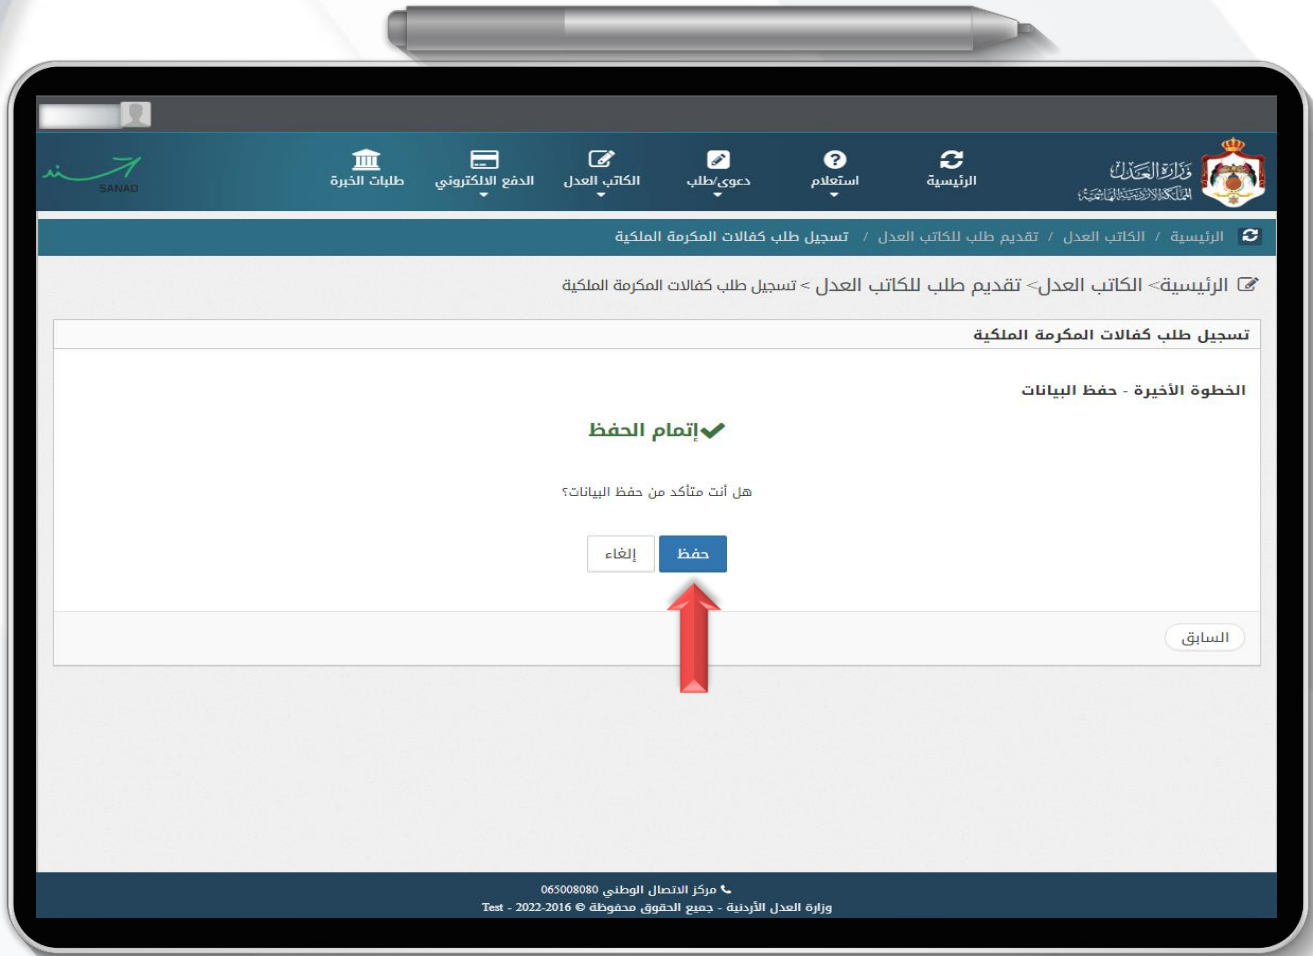 وزارة العدل
المملكة الأردنية الهاشمية
الرئيسية
استعلام
دعوى/طلب
الكاتب العدل
الدفع الالكتروني
طلبات الخبرة
سند
SANAD
الرئيسية / الكاتب العدل / تقديم طلب للكاتب العدل / تسجيل طلب كفالات المكرمة الملكية
الرئيسية> الكاتب العدل> تقديم طلب للكاتب العدل > تسجيل طلب كفالات المكرمة الملكية
تسجيل طلب كفالات المكرمة الملكية
الخطوة الأخيرة - حفظ البيانات
إتمام الحفظ
هل أنت متأكد من حفظ البيانات؟
حفظ
إلغاء
السابق
مركز الاتصال الوطني 065008080
وزارة العدل الأردنية - جميع الحقوق محفوظة © 2016-2022 - Test